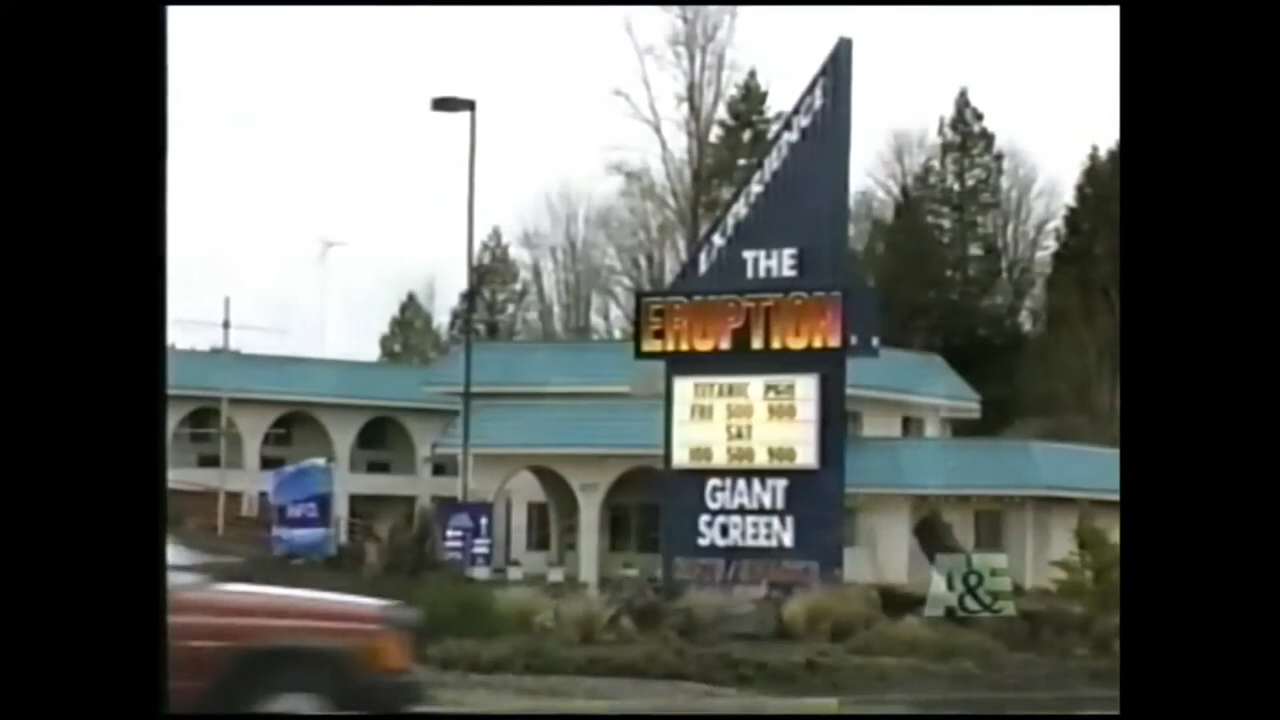 EXPERIENCE
THE
ERUPTION..
TITANIC PG13
FRI 500 900
SAT
100 500 900
GIANT
SCREEN
INFO.
A&E